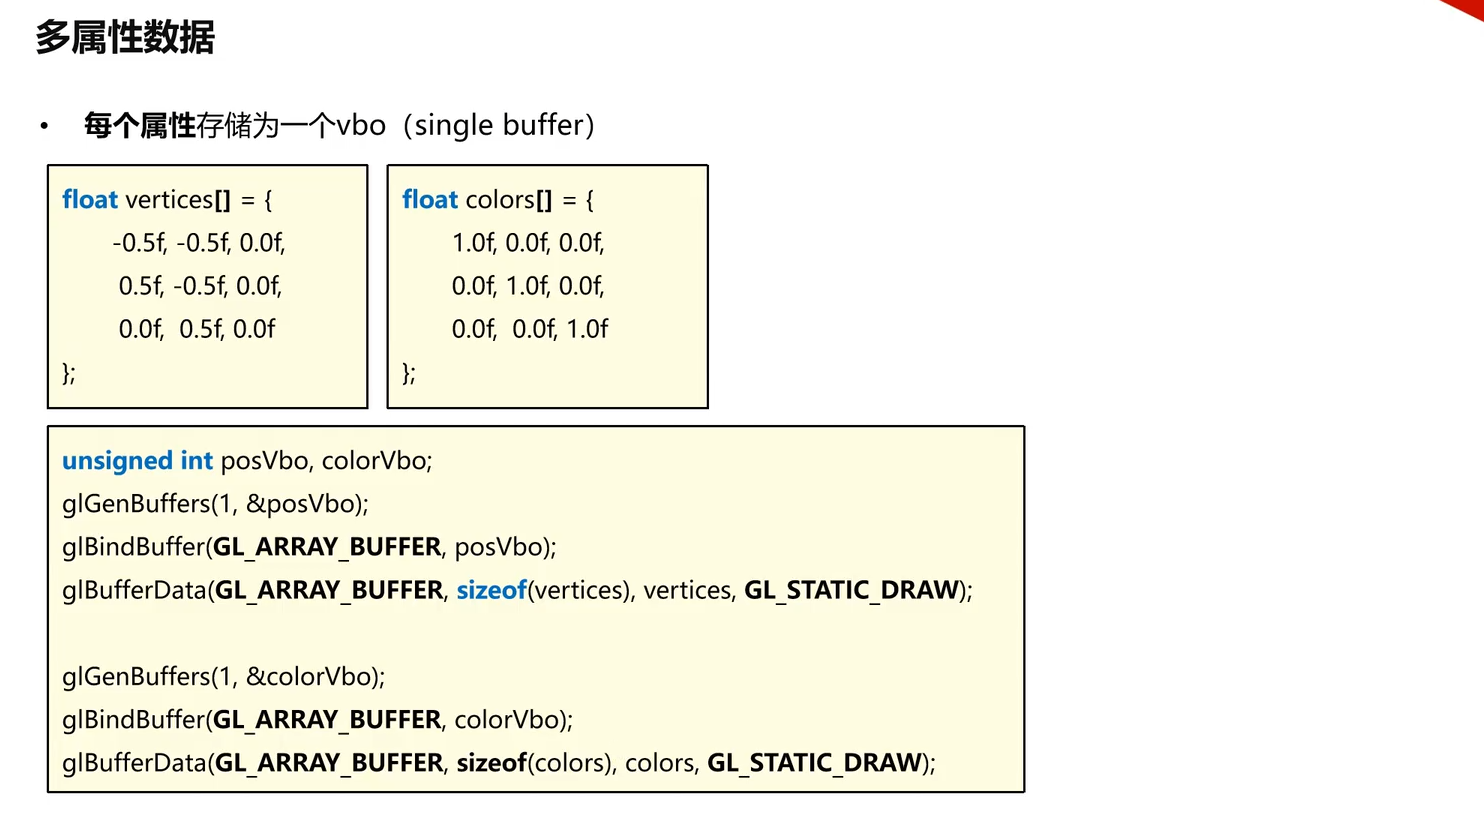 多属性数据
• 每个属性存储为一个vbo（single buffer）
float vertices[] = {
-0.5f, -0.5f, 0.0f,
0.5f, -0.5f, 0.0f,
0.0f,  0.5f, 0.0f
};
float colors[] = {
1.0f, 0.0f, 0.0f,
0.0f, 1.0f, 0.0f,
0.0f,  0.0f, 1.0f
};
unsigned int posVbo, colorVbo;
glGenBuffers(1, &posVbo);
glBindBuffer(GL_ARRAY_BUFFER, posVbo);
glBufferData(GL_ARRAY_BUFFER, sizeof(vertices), vertices, GL_STATIC_DRAW);
glGenBuffers(1, &colorVbo);
glBindBuffer(GL_ARRAY_BUFFER, colorVbo);
glBufferData(GL_ARRAY_BUFFER, sizeof(colors), colors, GL_STATIC_DRAW);